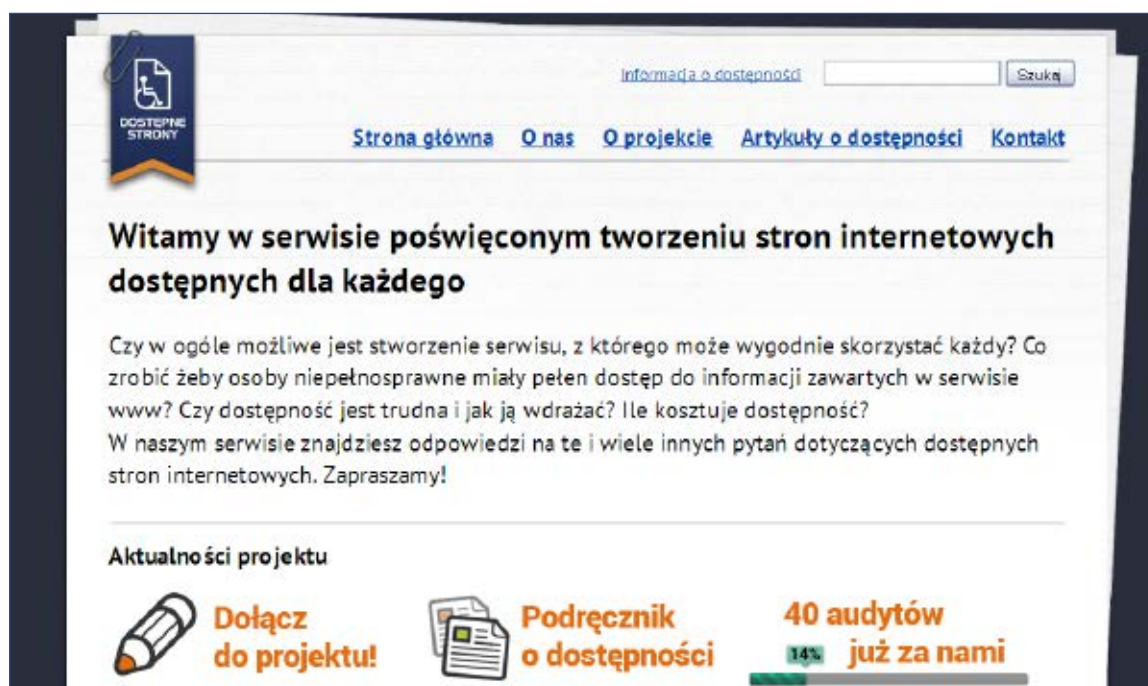 DOSTĘPNE
STRONY
Informacja o dostępności
Szukaj
Strona główna O nas O projekcie Artykuły o dostępności Kontakt
Witamy w serwisie poświęconym tworzeniu stron internetowych
dostępnych dla każdego
Czy w ogóle możliwe jest stworzenie serwisu, z którego może wygodnie skorzystać każdy? Co
zrobić żeby osoby niepełnosprawne miały pełen dostęp do informacji zawartych w serwisie
www? Czy dostępność jest trudna i jak ją wdrażać? Ile kosztuje dostępność?
W naszym serwisie znajdziesz odpowiedzi na te i wiele innych pytań dotyczących dostępnych
stron internetowych. Zapraszamy!
Aktualności projektu
Dołącz
do projektu!
Podręcznik
o dostępności
40 audytów
14% już za nami